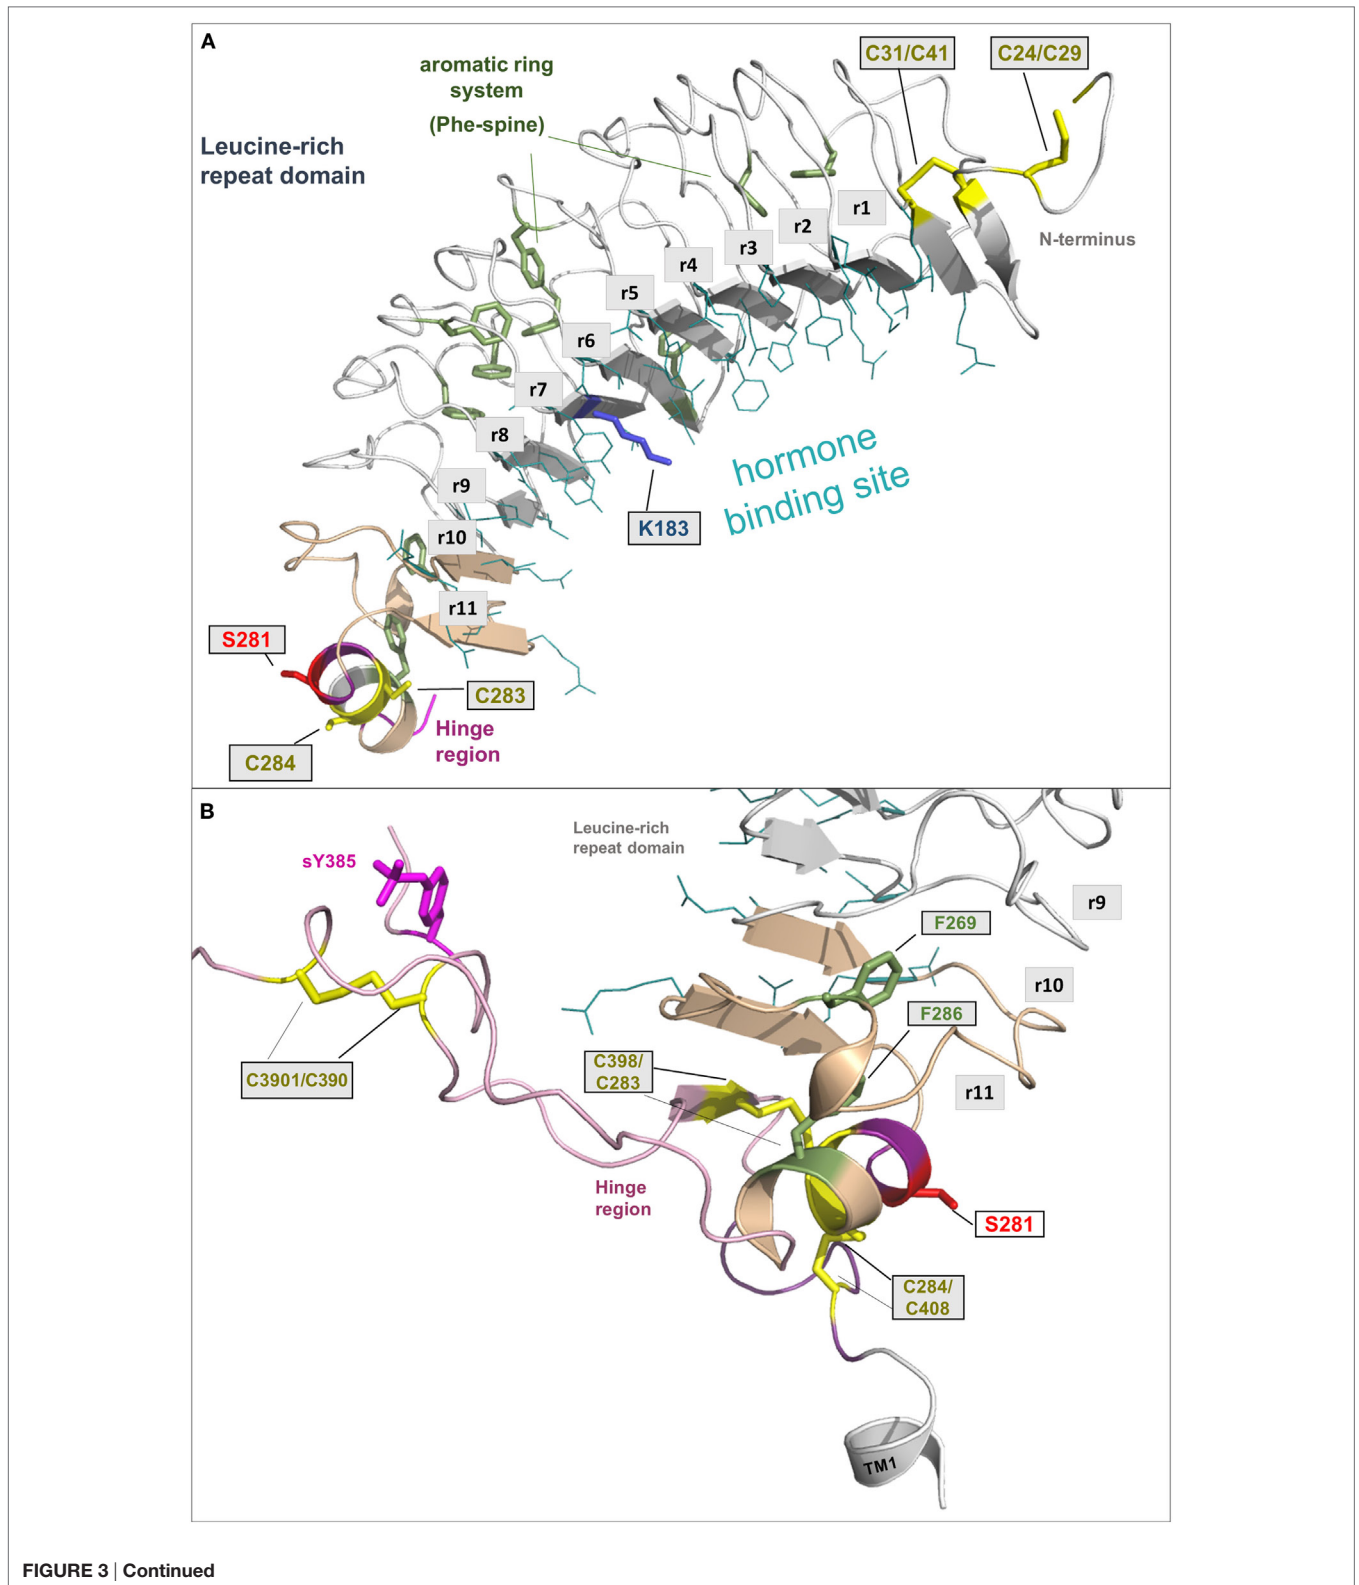 A
aromatic ring
system
(Phe-spine)
C31/C41
C24/C29
Leucine-rich
repeat domain
N-terminus
r1
r2
r3
r4
r5
r6
r7
r8
r9
r10
r11
hormone
binding site
K183
S281
C283
C284
Hinge
region
B
Leucine-rich
repeat domain
sY385
r9
F269
r10
F286
r11
C3901/C390
C398/
C283
Hinge
region
S281
C284/
C408
TM1
FIGURE 3 | Continued